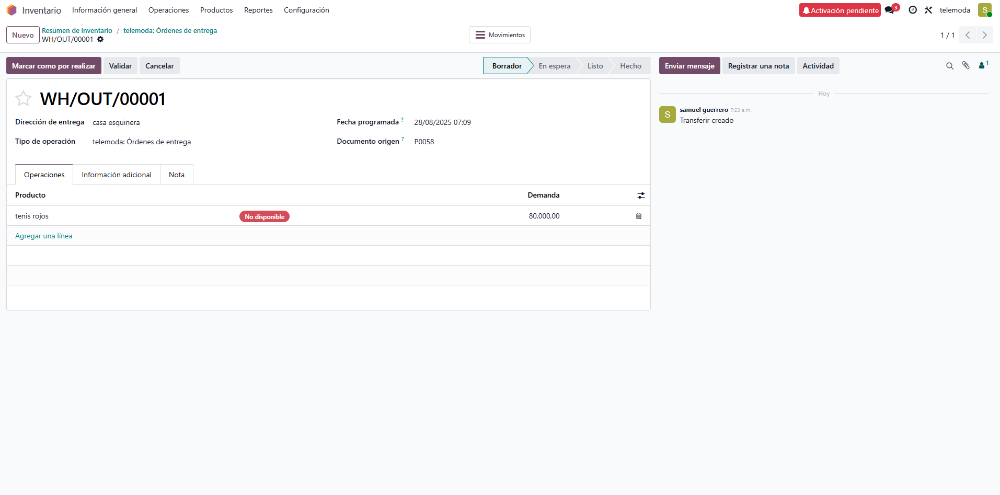 Inventario Información general Operaciones Productos Reportes Configuración Activación pendiente 3 telemoda S
Nuevo Resumen de inventario / telemoda: Órdenes de entrega
WH/OUT/00001
Movimientos
1 / 1
Marcar como por realizar Validar Cancelar Borrador En espera Listo Hecho
Enviar mensaje Registrar una nota Actividad 1
WH/OUT/00001
Dirección de entrega casa esquinera Fecha programada ? 28/08/2025 07:09
Tipo de operación telemoda: Órdenes de entrega Documento origen ? P0058
Operaciones Información adicional Nota
Producto Demanda
tenis rojos No disponible 80.000,00
Agregar una línea
Hoy
S samuel guerrero 7:23 a.m.
Transferir creado